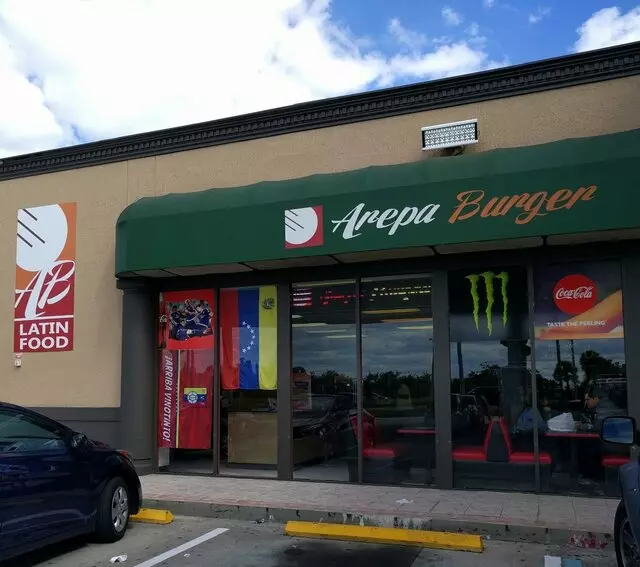 Arepa Burger
AB
LATIN
FOOD
¡ARRIBA VINOTINTO!
Coca-Cola
TASTE THE FEELING